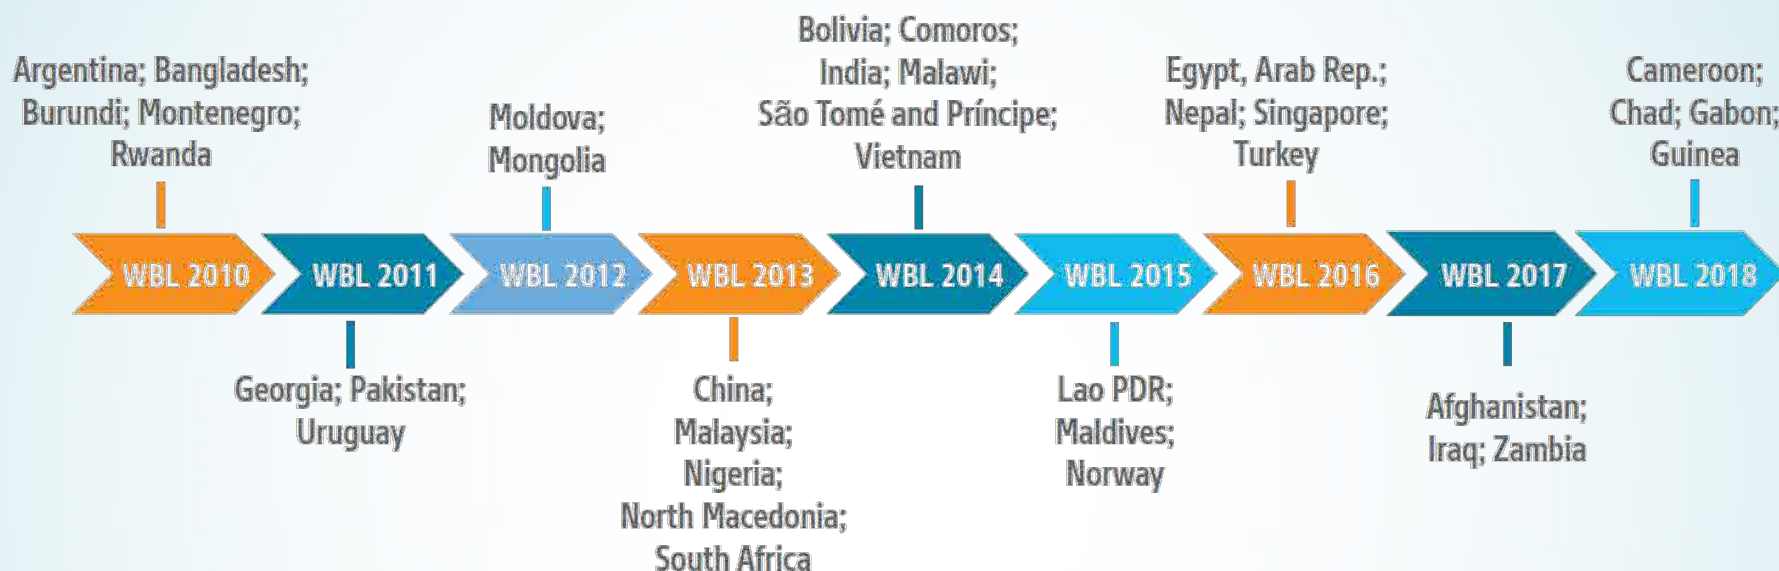 Argentina; Bangladesh;
Burundi; Montenegro;
Rwanda
Moldova;
Mongolia
Bolivia; Comoros;
India; Malawi;
São Tomé and Príncipe;
Vietnam
Egypt, Arab Rep.;
Nepal; Singapore;
Turkey
Cameroon;
Chad; Gabon;
Guinea
WBL 2010
WBL 2011
WBL 2012
WBL 2013
WBL 2014
WBL 2015
WBL 2016
WBL 2017
WBL 2018
Georgia; Pakistan;
Uruguay
China;
Malaysia;
Nigeria;
North Macedonia;
South Africa
Lao PDR;
Maldives;
Norway
Afghanistan;
Iraq; Zambia